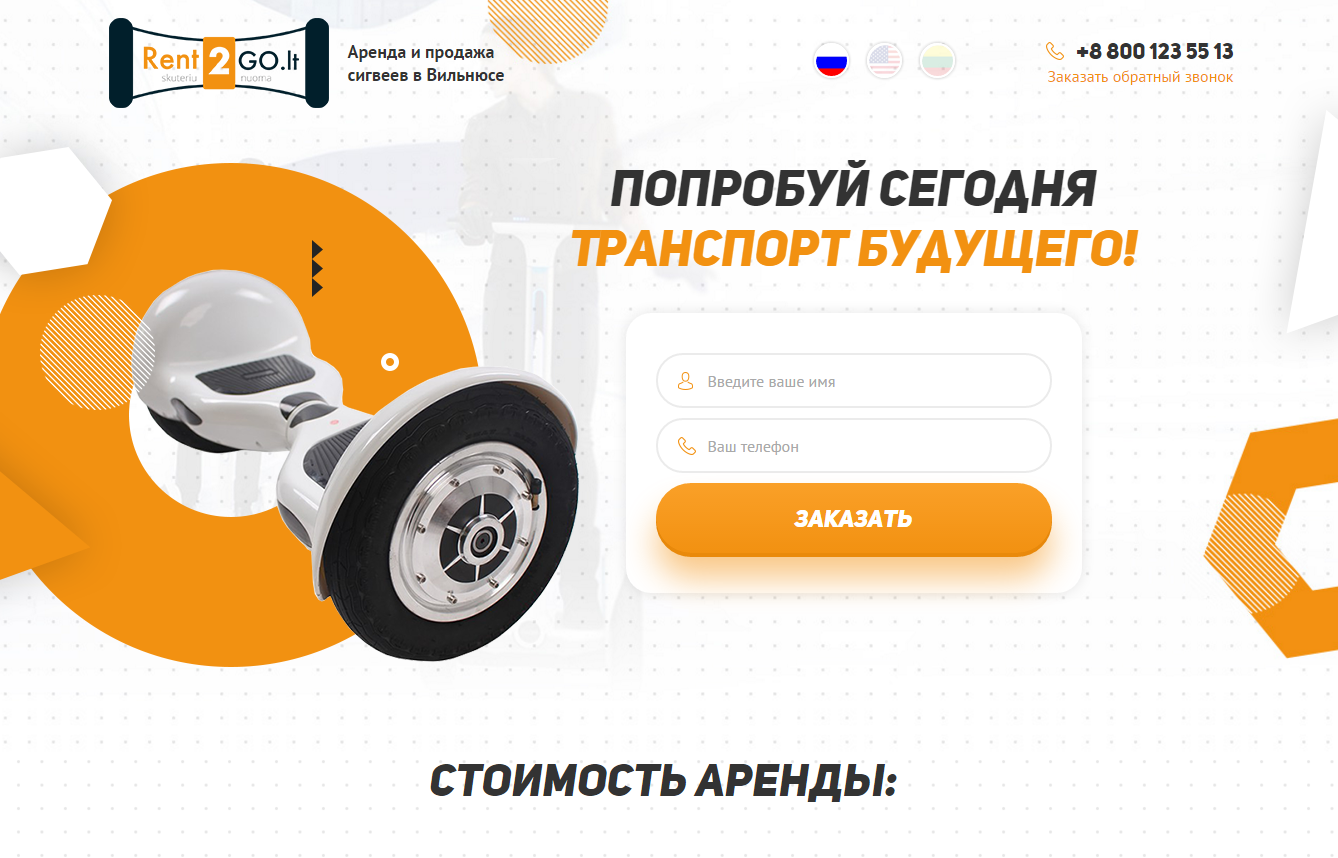 Rent 2 GO.lt
skuteriu nuoma
Аренда и продажа
сигвеев в Вильнюсе
+8 800 123 55 13
Заказать обратный звонок
ПОПРОБУЙ СЕГОДНЯ
ТРАНСПОРТ БУДУЩЕГО!
Введите ваше имя
Ваш телефон
ЗАКАЗАТЬ
СТОИМОСТЬ АРЕНДЫ: